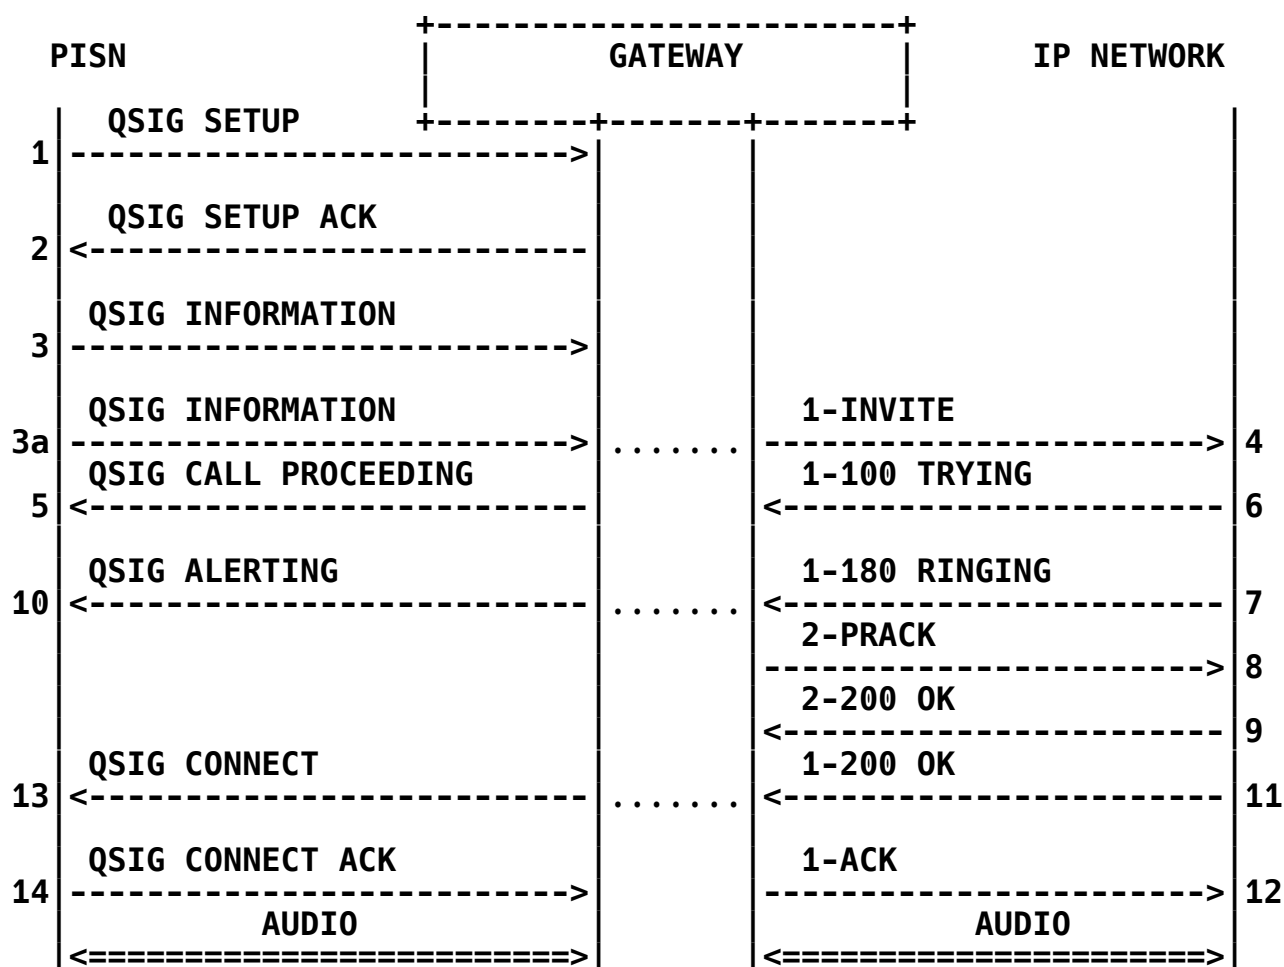 +------------------------+
PISN                 |         GATEWAY        |      IP NETWORK
                     |                        |
  |  QSIG SETUP      +--------+-------+-------+                |
 1|-------------------------->|       |                        |
  |                           |       |                        |
  |  QSIG SETUP ACK           |       |                        |
 2|<--------------------------|       |                        |
  |                           |       |                        |
  | QSIG INFORMATION          |       |                        |
 3|-------------------------->|       |                        |
  |                           |       |                        |
  | QSIG INFORMATION          |       | 1-INVITE               |
3a|-------------------------->|.......|----------------------->|4
  | QSIG CALL PROCEEDING      |       | 1-100 TRYING           |
 5|<--------------------------|       |<-----------------------|6
  |                           |       |                        |
  | QSIG ALERTING             |       | 1-180 RINGING          |
10|<--------------------------|.......|<-----------------------|7
  |                           |       | 2-PRACK                |
  |                           |       |----------------------->|8
  |                           |       | 2-200 OK               |
  |                           |       |<-----------------------|9
  | QSIG CONNECT              |       | 1-200 OK               |
13|<--------------------------|.......|<-----------------------|11
  |                           |       |                        |
  | QSIG CONNECT ACK          |       | 1-ACK                  |
14|-------------------------->|       |----------------------->|12
  |          AUDIO            |       |          AUDIO         |
  |<=========================>|       |<======================>|